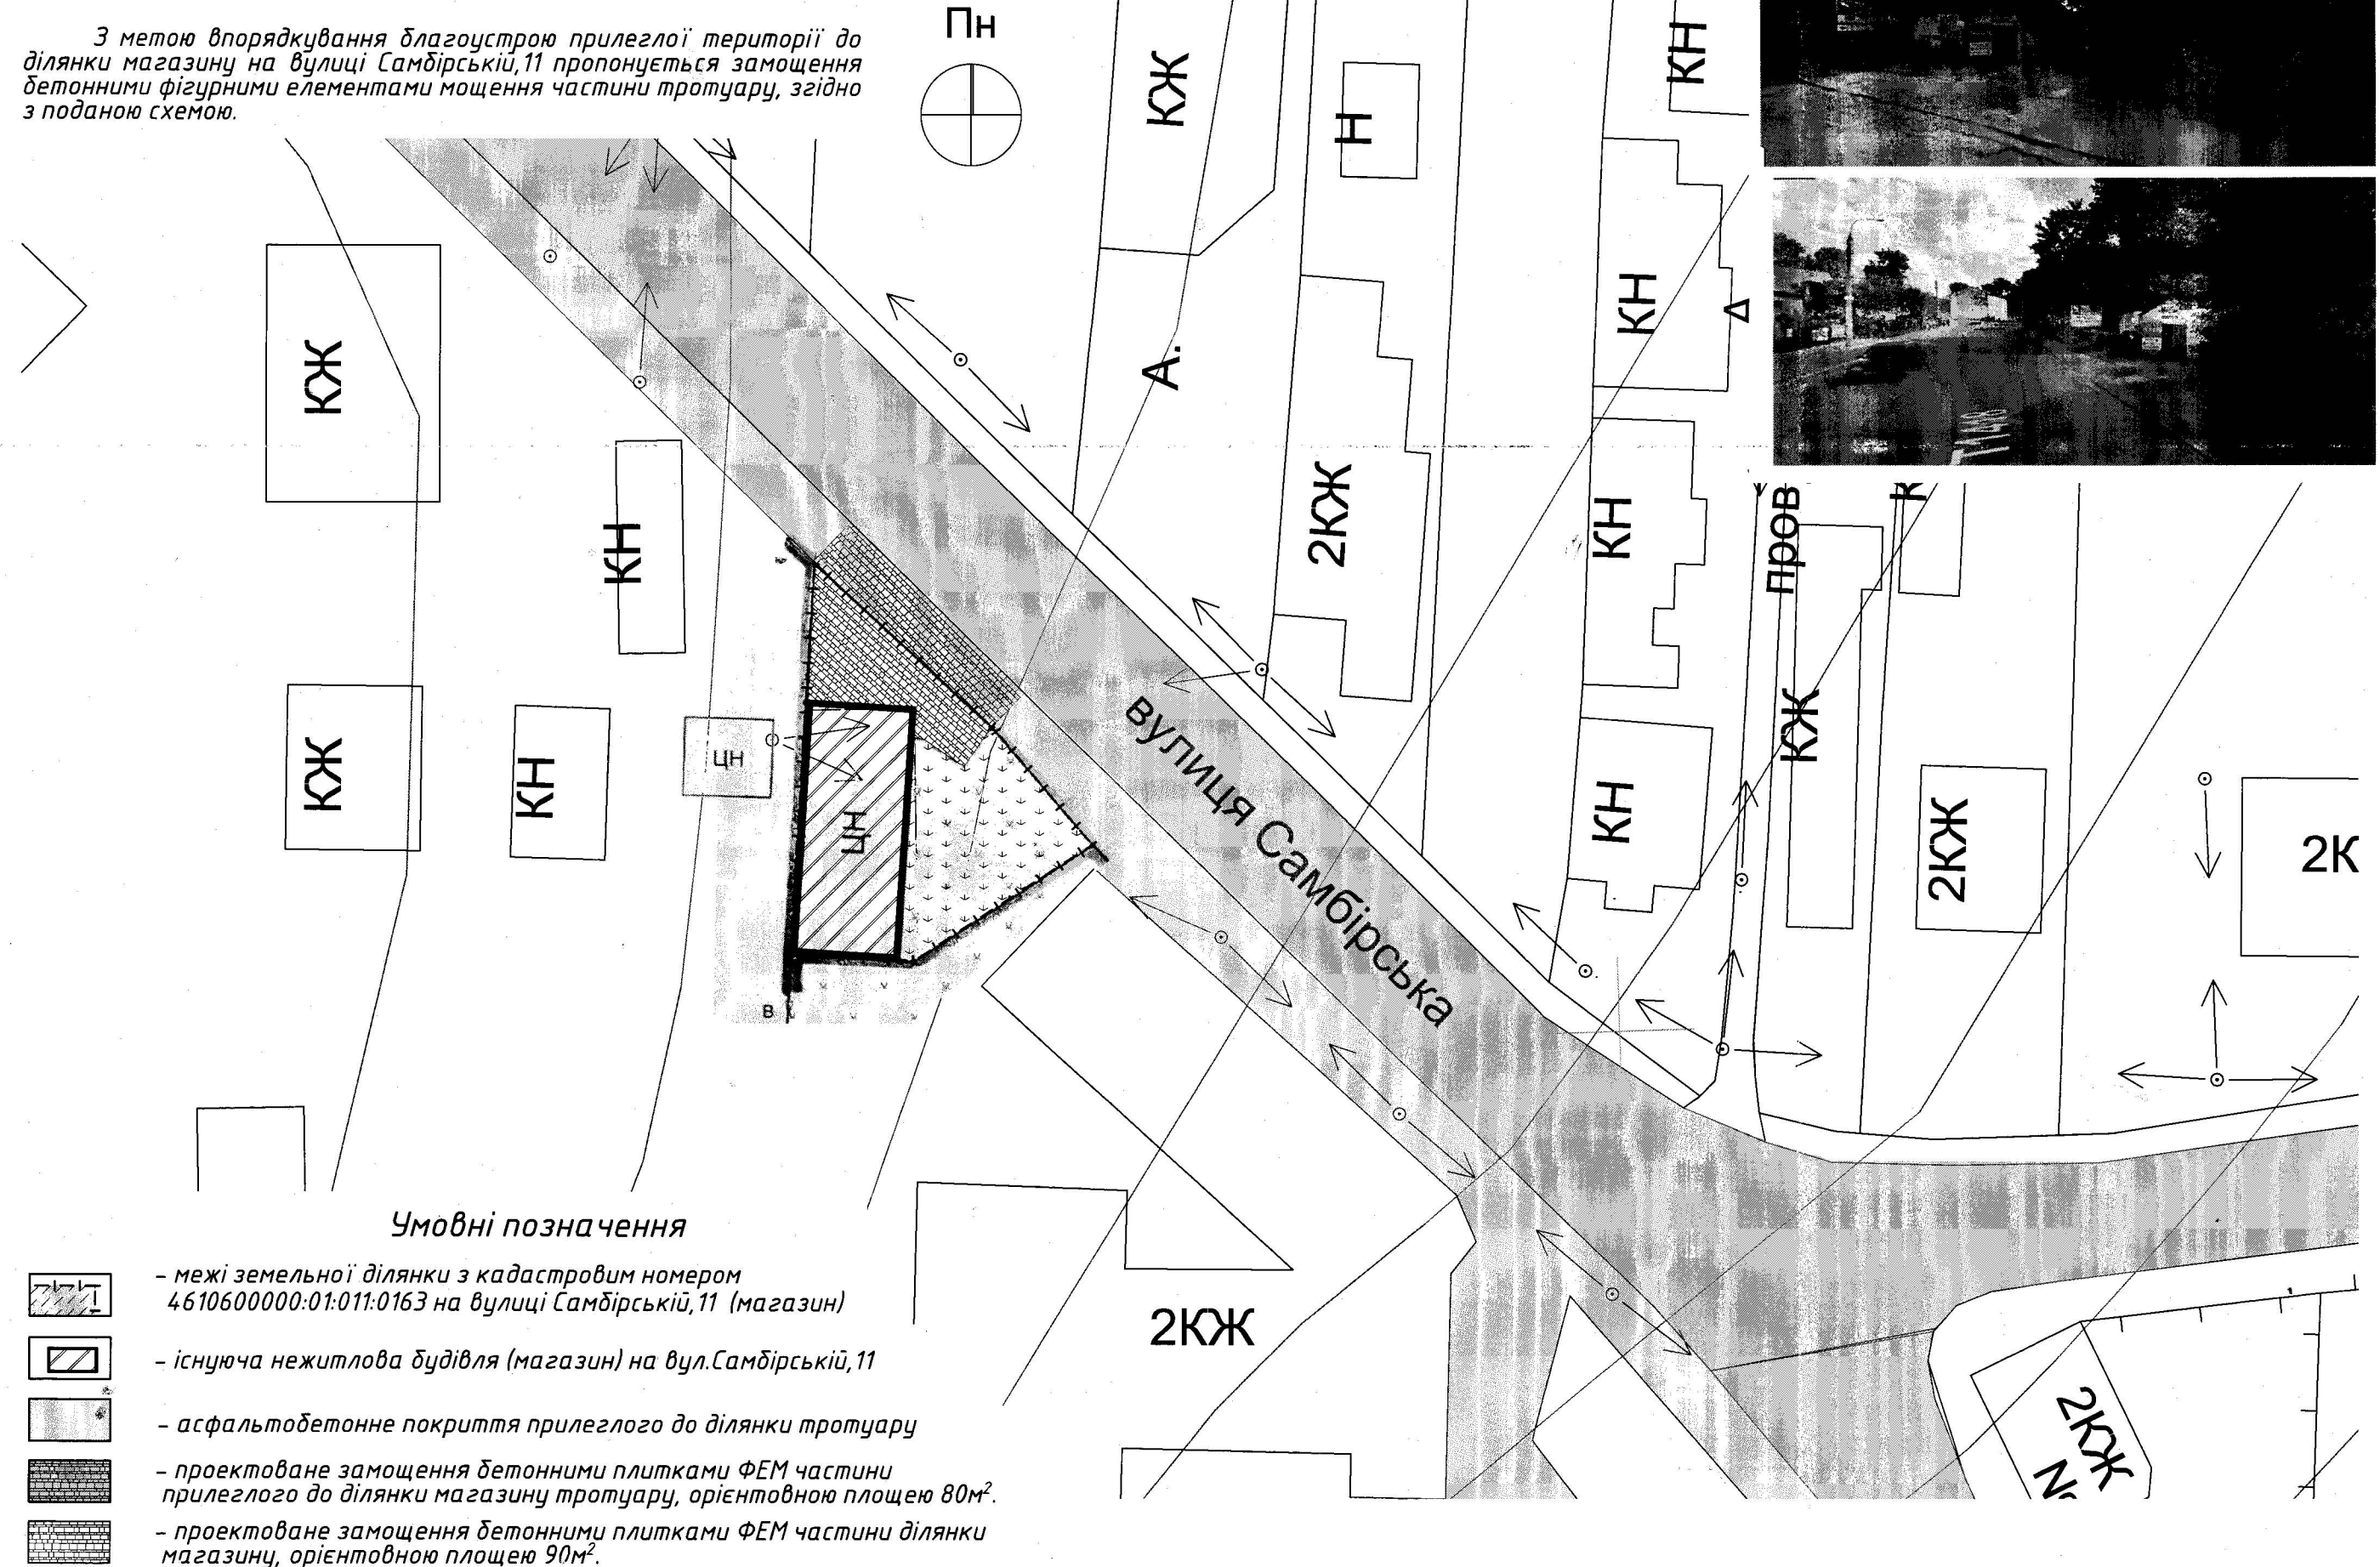 З метою впорядкування благоустрою прилеглої території до
ділянки магазину на вулиці Самбірській,11 пропонується замощення
бетонними фігурними елементами мощення частини тротуару, згідно
з поданою схемою.
Пн
КЖ
Н
КН
КЖ
А.
КН
Δ
КН
2КЖ
КН
пров
К
КЖ
КН
ЦН
ЦН
вулиця Самбірська
КЖ
КН
2КЖ
2К
в
2КЖ
2КЖ
№
Умовні позначення
- межі земельної ділянки з кадастровим номером
4610600000:01:011:0163 на вулиці Самбірській,11 (магазин)
- існуюча нежитлова будівля (магазин) на вул.Самбірській,11
- асфальтобетонне покриття прилеглого до ділянки тротуару
- проектоване замощення бетонними плитками ФЕМ частини
прилеглого до ділянки магазину тротуару, орієнтовною площею 80м².
- проектоване замощення бетонними плитками ФЕМ частини ділянки
магазину, орієнтовною площею 90м².